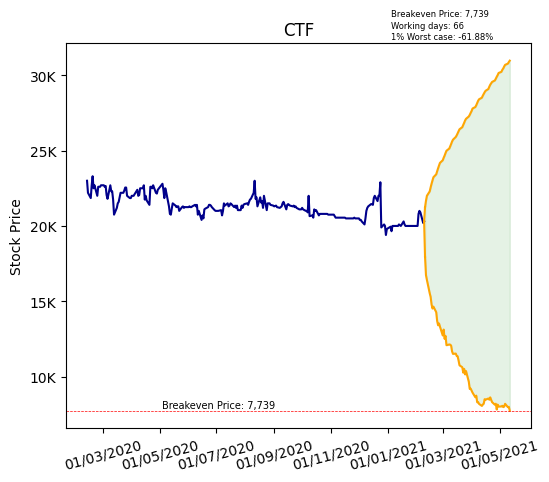 Breakeven Price: 7,739
Working days: 66
1% Worst case: -61.88%
CTF
Stock Price
30K
25K
20K
15K
10K
Breakeven Price: 7,739
01/03/2020
01/05/2020
01/07/2020
01/09/2020
01/11/2020
01/01/2021
01/03/2021
01/05/2021